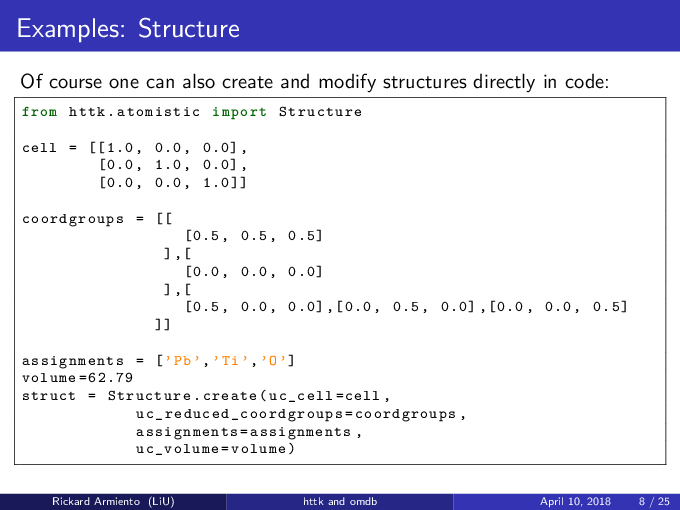 Examples: Structure
Of course one can also create and modify structures directly in code:
from httk.atomistic import Structure
cell = [[1.0, 0.0, 0.0],
[0.0, 1.0, 0.0],
[0.0, 0.0, 1.0]]
coordgroups = [[
[0.5, 0.5, 0.5]
],[
[0.0, 0.0, 0.0]
],[
[0.5, 0.0, 0.0],[0.0, 0.5, 0.0],[0.0, 0.0, 0.5]
]]
assignments = ['Pb','Ti','O']
volume=62.79
struct = Structure.create(uc_cell=cell,
uc_reduced_coordgroups=coordgroups,
assignments=assignments,
uc_volume=volume)
Rickard Armiento (LiU) httk and omdb April 10, 2018 8 / 25